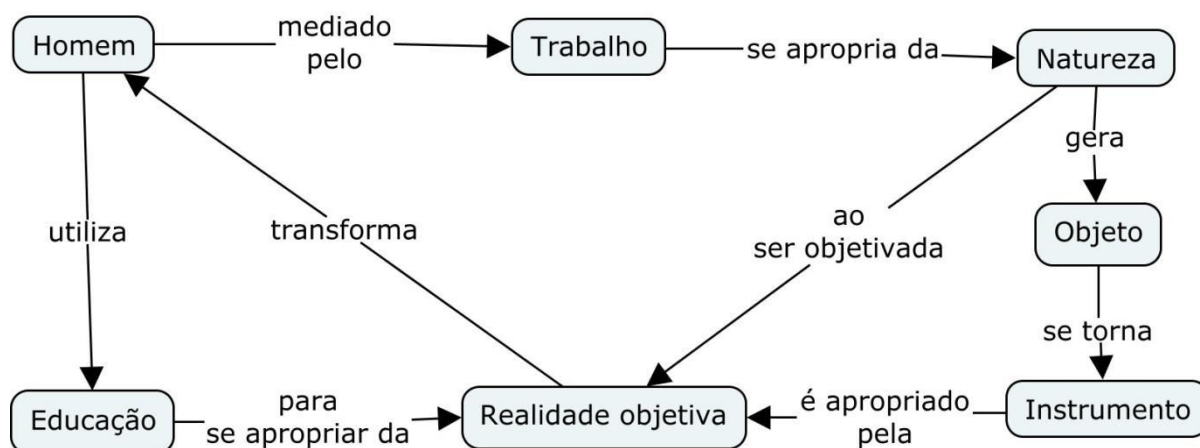 Homem
mediado
pelo
Trabalho
se apropria da
Natureza
gera
ao
ser objetivada
Objeto
utiliza
transforma
se torna
Educação
para
se apropriar da
Realidade objetiva
é apropriado
pela
Instrumento